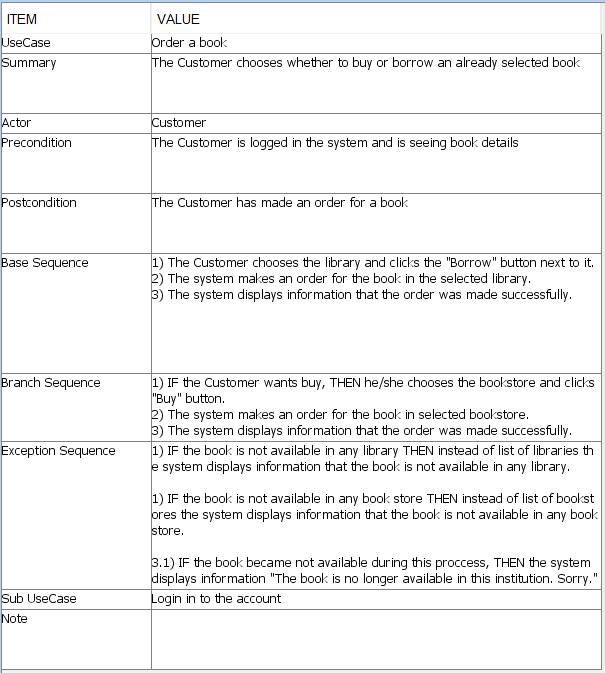 ITEM VALUE
UseCase Order a book
Summary The Customer chooses whether to buy or borrow an already selected book
Actor Customer
Precondition The Customer is logged in the system and is seeing book details
Postcondition The Customer has made an order for a book
Base Sequence 1) The Customer chooses the library and clicks the "Borrow" button next to it.
2) The system makes an order for the book in the selected library.
3) The system displays information that the order was made successfully.
Branch Sequence 1) IF the Customer wants buy, THEN he/she chooses the bookstore and clicks
"Buy" button.
2) The system makes an order for the book in selected bookstore.
3) The system displays information that the order was made successfully.
Exception Sequence 1) IF the book is not available in any library THEN instead of list of libraries th
e system displays information that the book is not available in any library.
1) IF the book is not available in any book store THEN instead of list of bookst
ores the system displays information that the book is not available in any book
store.
3.1) IF the book became not available during this proccess, THEN the system
displays information "The book is no longer available in this institution. Sorry."
Sub UseCase Login in to the account
Note